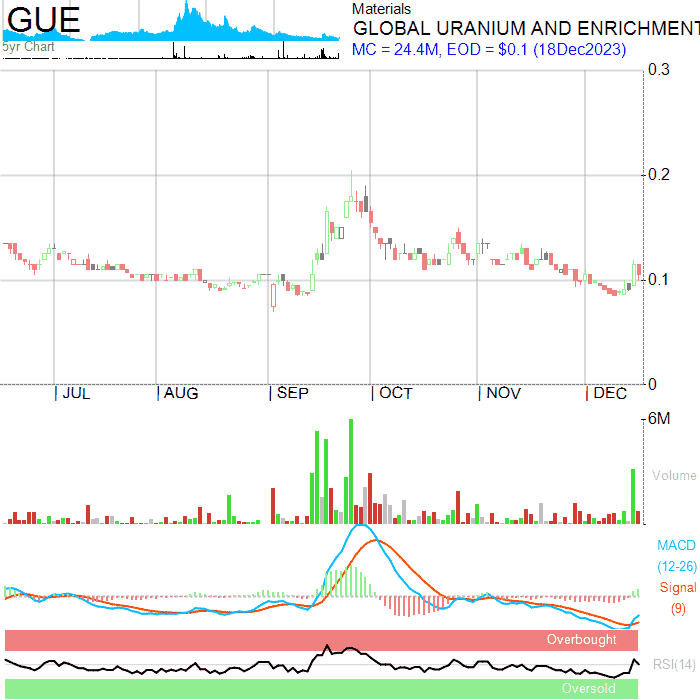 GUE
5yr Chart
Materials
GLOBAL URANIUM AND ENRICHMENT
MC = 24.4M, EOD = $0.1 (18Dec2023)
0.3
0.2
0.1
0
JUL
AUG
SEP
OCT
NOV
DEC
6M
Volume
MACD
(12-26)
Signal
(9)
Overbought
RSI(14)
Oversold